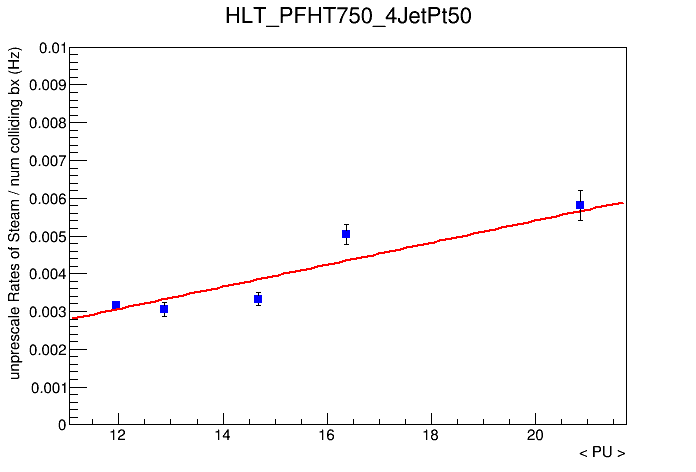 HLT_PFHT750_4JetPt50
unprescale Rates of Steam / num colliding bx (Hz)
0.01
0.009
0.008
0.007
0.006
0.005
0.004
0.003
0.002
0.001
0
12 14 16 18 20
< PU >